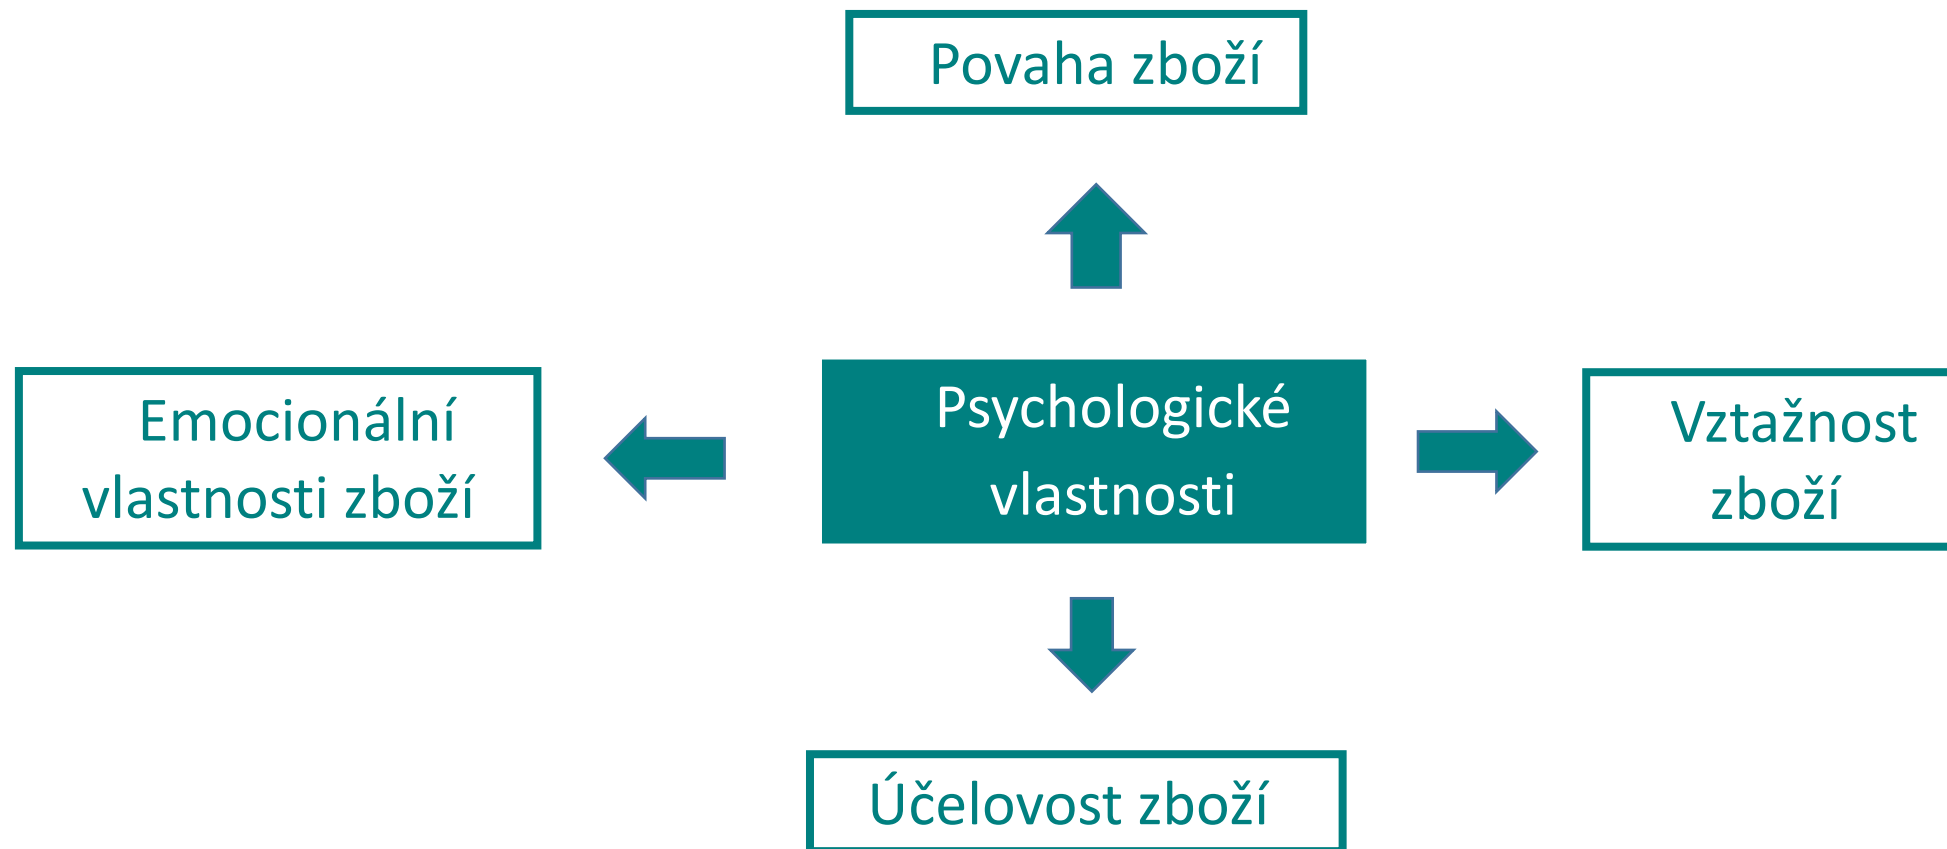 Povaha zboží
Emocionální
vlastnosti zboží
Psychologické
vlastnosti
Vztažnost
zboží
Účelovost zboží